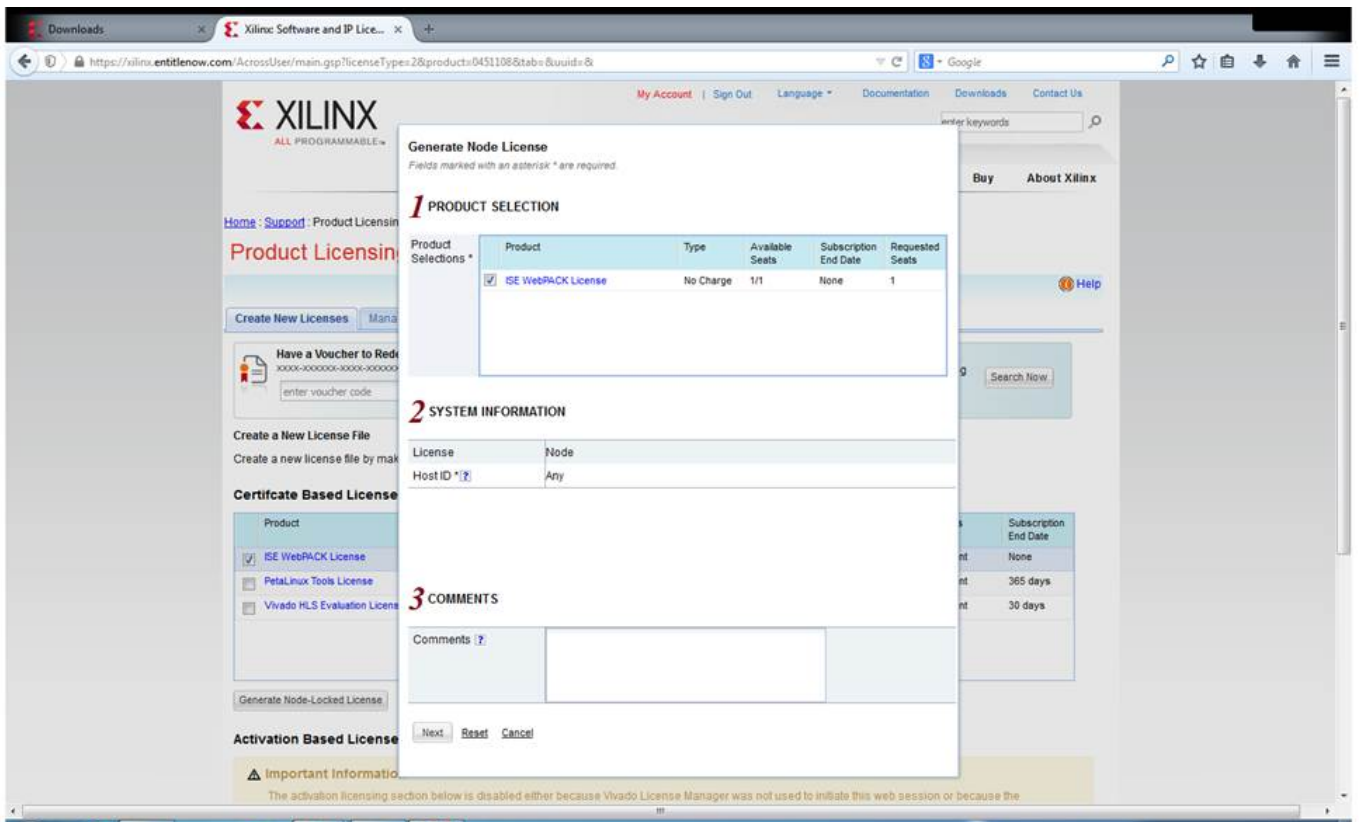 Downloads
Xilinx: Software and IP Lice...
https://xilinx.entitlenow.com/AcrossUser/main.gsp?licenseType=2&product=0451108&tab=&uuid=&
Google
My Account | Sign Out Language Documentation Downloads Contact Us
XILINX
ALL PROGRAMMABLE™
enter keywords
Buy About Xilinx
Home : Support : Product Licensin
Product Licensin
Help
Create New Licenses Mana
Have a Voucher to Rede
enter voucher code
g
Search Now
Create a New License File
Create a new license file by mak
Certifcate Based License
Product s Subscription End Date
ISE WebPACK License nt None
PetaLinux Tools License nt 365 days
Vivado HLS Evaluation Licens nt 30 days
Generate Node-Locked License
Activation Based License
Important Informatio
The activation licensing section below is disabled either because Vivado License Manager was not used to initiate this web session or because the
Generate Node License
Fields marked with an asterisk * are required.
1 PRODUCT SELECTION
Product Selections *
Product Type Available Seats Subscription End Date Requested Seats
ISE WebPACK License No Charge 1/1 None 1
2 SYSTEM INFORMATION
License Node
Host ID * ? Any
3 COMMENTS
Comments ?
Next Reset Cancel